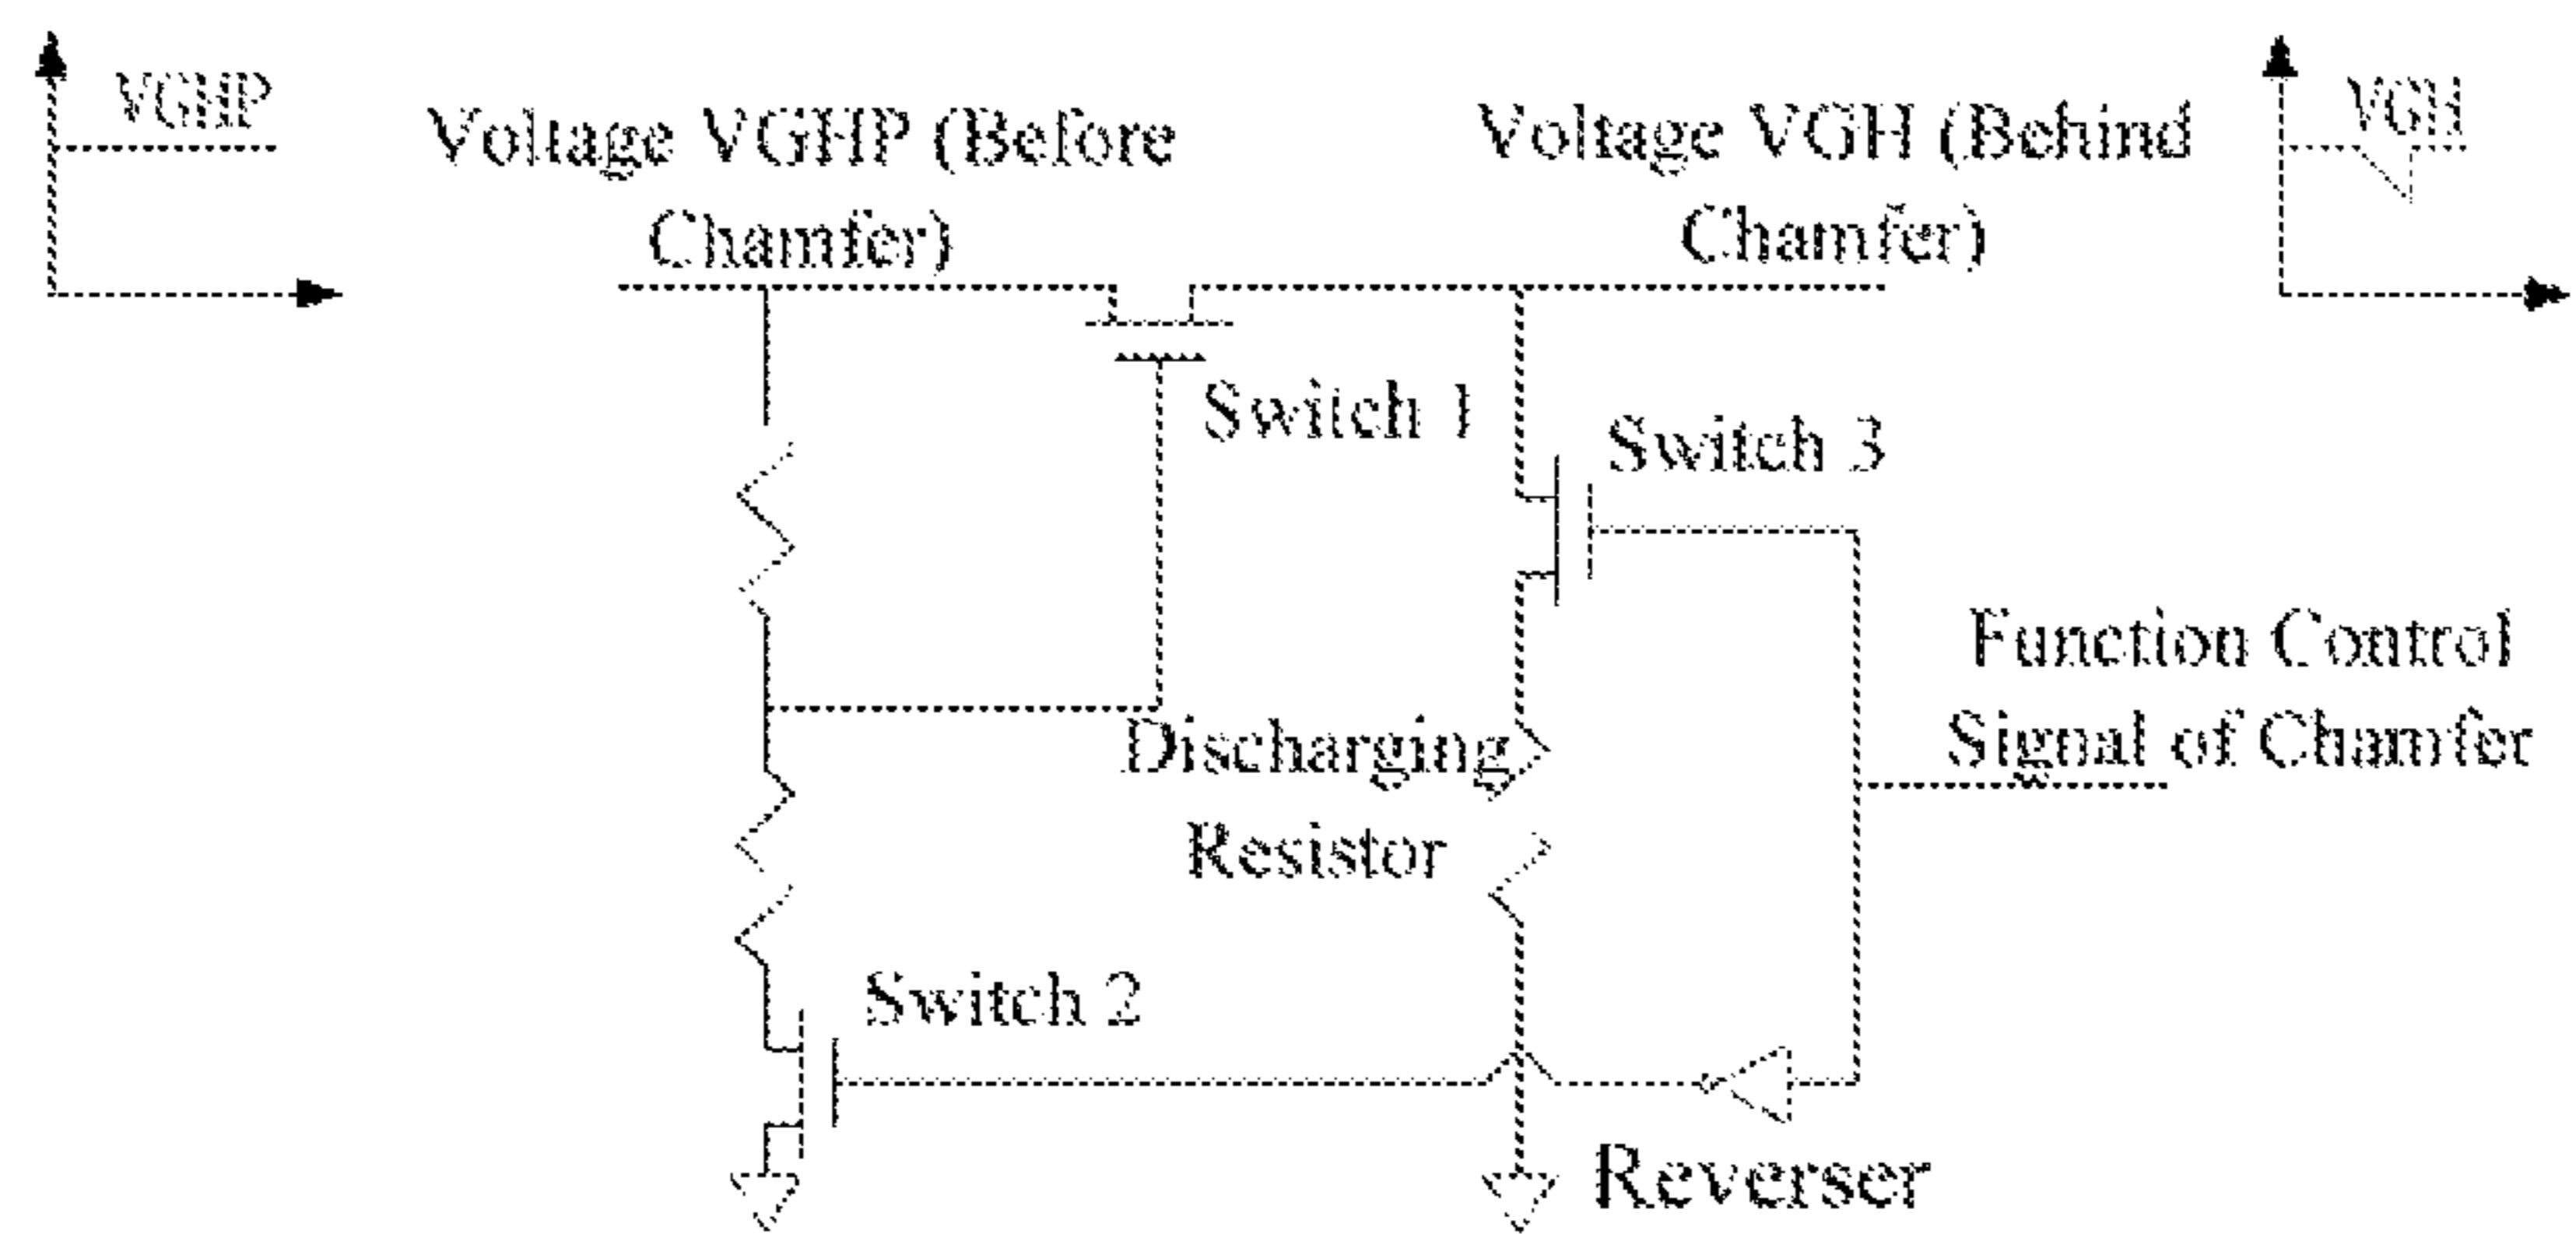 VGHP
Voltage VGHP (Before
Chamfer)
Voltage VGH (Behind
Chamfer)
VGH
Switch 1
Switch 3
Function Control
Signal of Chamfer
Discharging
Resistor
Switch 2
Reverser